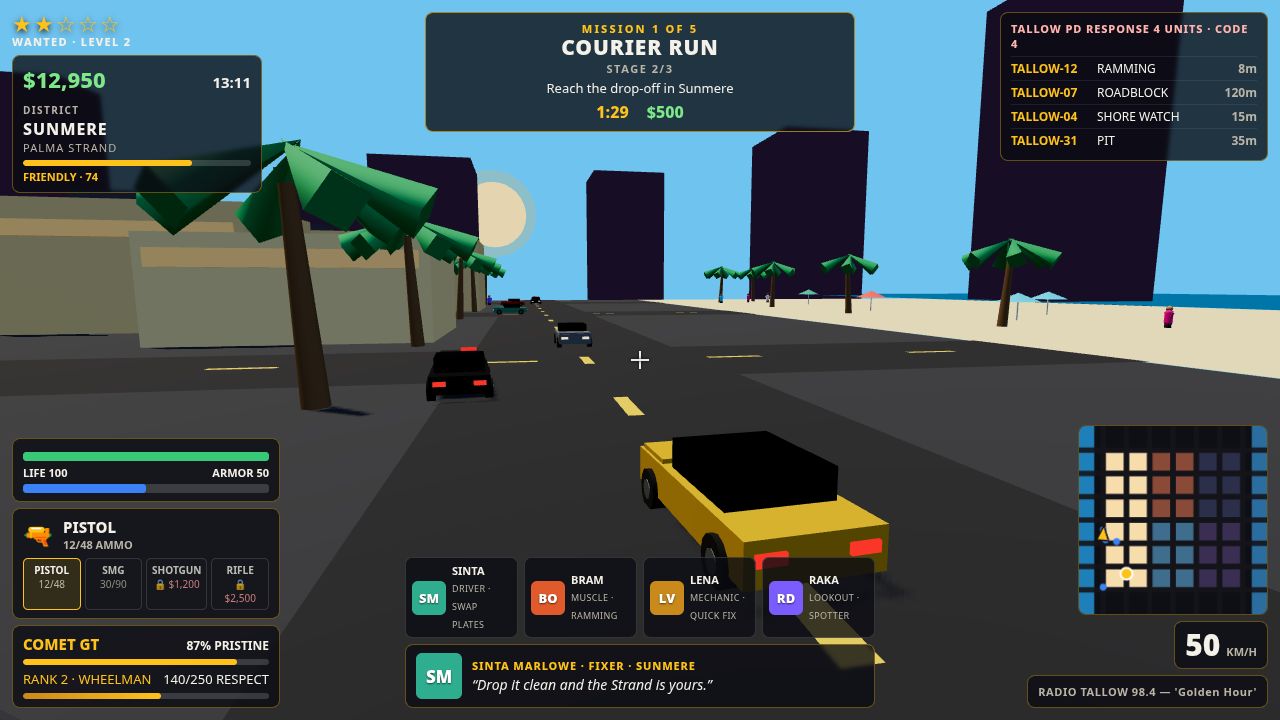 ★★☆☆☆
WANTED · LEVEL 2
$12,950 13:11
DISTRICT
SUNMERE
PALMA STRAND
FRIENDLY · 74
MISSION 1 OF 5
COURIER RUN
STAGE 2/3
Reach the drop-off in Sunmere
1:29 $500
TALLOW PD RESPONSE 4 UNITS · CODE
4
TALLOW-12 RAMMING 8m
TALLOW-07 ROADBLOCK 120m
TALLOW-04 SHORE WATCH 15m
TALLOW-31 PIT 35m
LIFE 100 ARMOR 50
PISTOL
12/48 AMMO
PISTOL
12/48
SMG
30/90
SHOTGUN
🔒 $1,200
RIFLE
🔒
$2,500
COMET GT 87% PRISTINE
RANK 2 · WHEELMAN 140/250 RESPECT
SM
SINTA
DRIVER ·
SWAP
PLATES
BO
BRAM
MUSCLE ·
RAMMING
LV
LENA
MECHANIC ·
QUICK FIX
RD
RAKA
LOOKOUT ·
SPOTTER
SM
SINTA MARLOWE · FIXER · SUNMERE
“Drop it clean and the Strand is yours.”
50 KM/H
RADIO TALLOW 98.4 — 'Golden Hour'